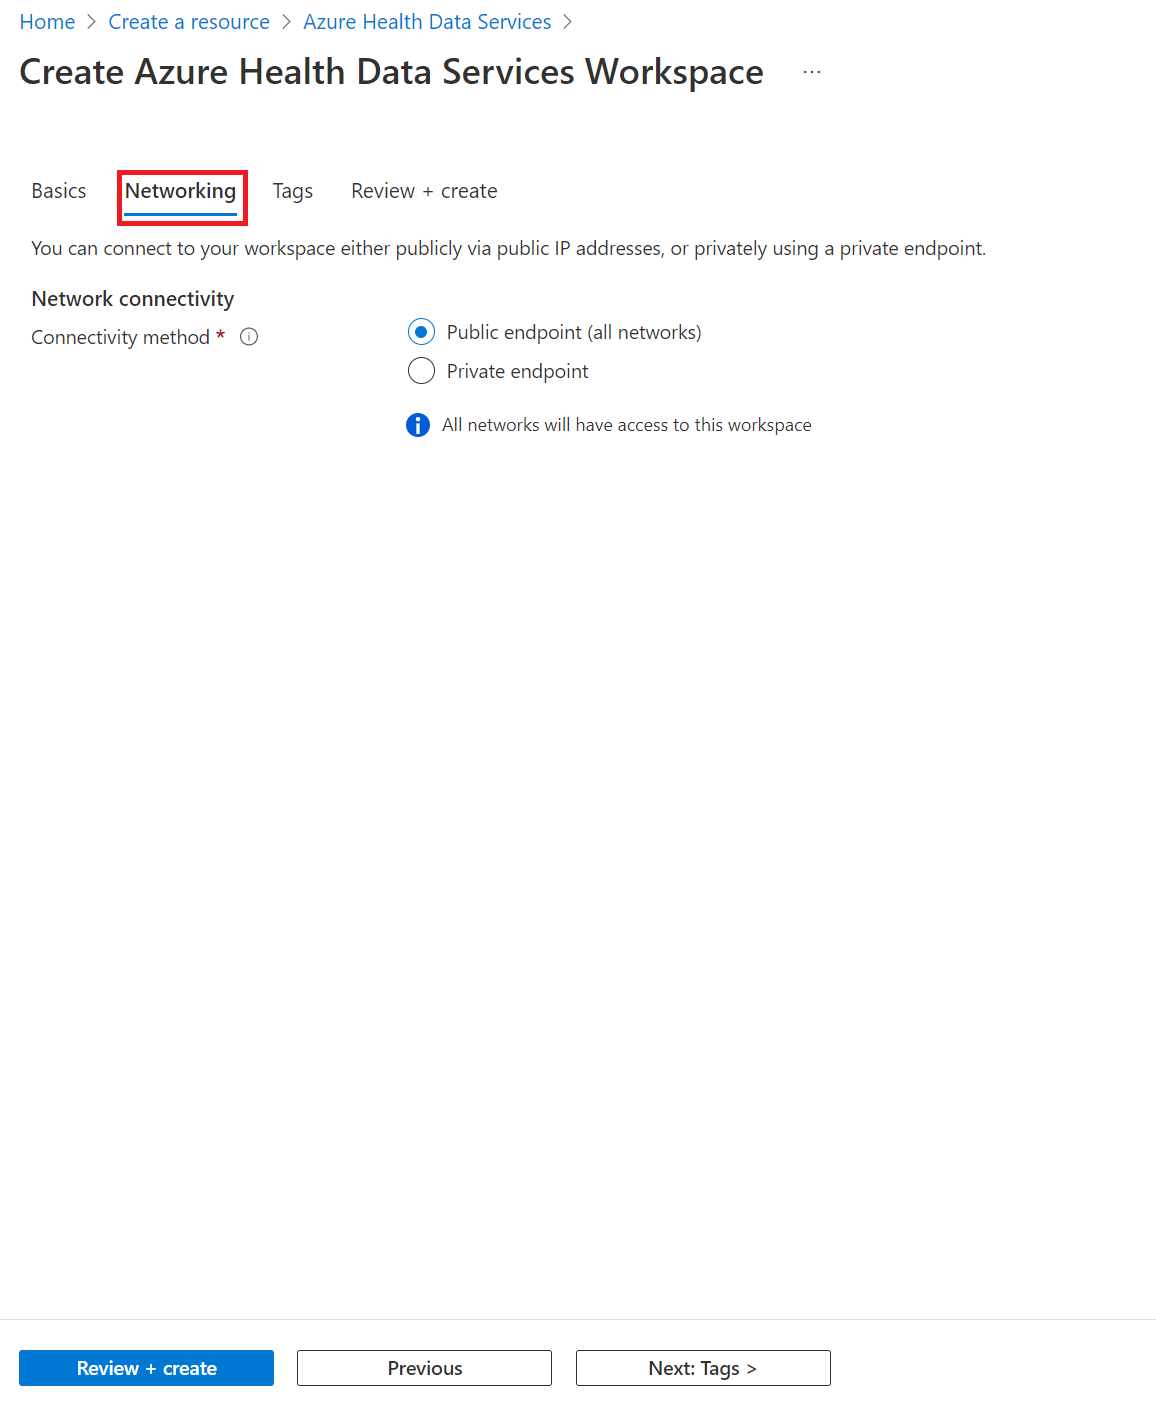 Home > Create a resource > Azure Health Data Services >
Create Azure Health Data Services Workspace ...
Basics Networking Tags Review + create
You can connect to your workspace either publicly via public IP addresses, or privately using a private endpoint.
Network connectivity
Connectivity method *
Public endpoint (all networks)
Private endpoint
All networks will have access to this workspace
Review + create Previous Next: Tags >